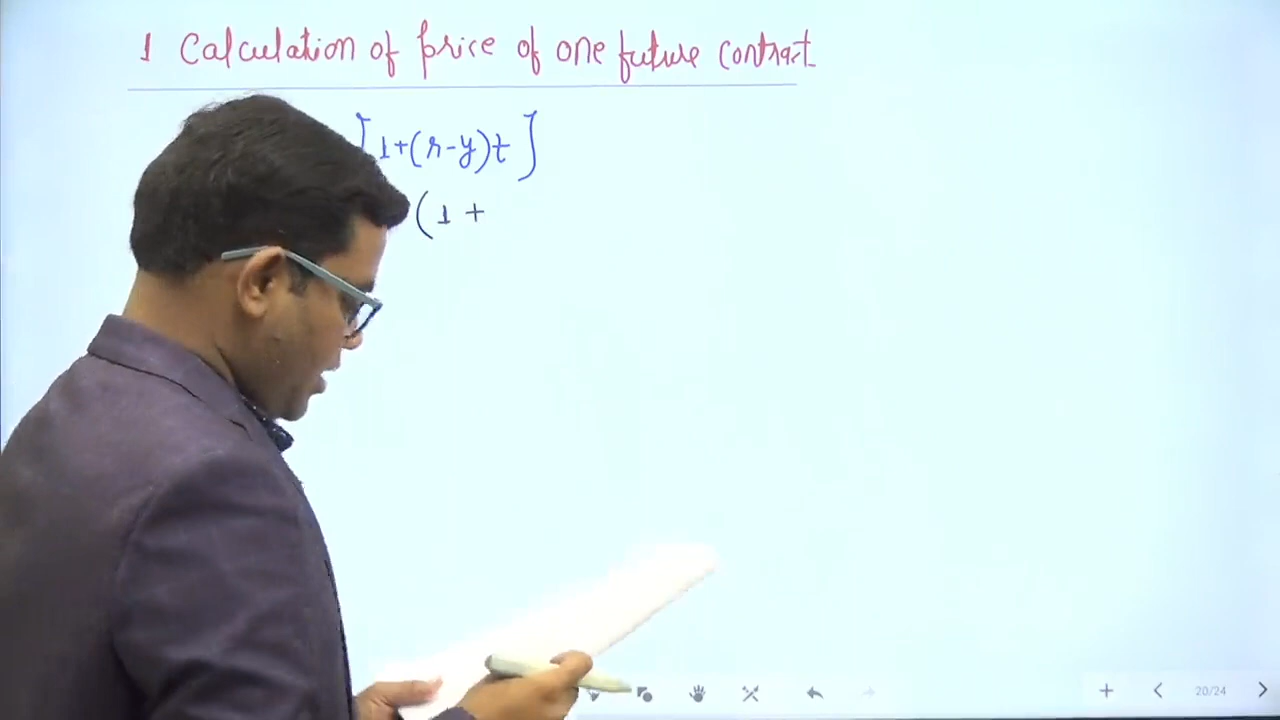 1 Calculation of price of one future contract
[1+(r-y)t]
(1 +
20/24